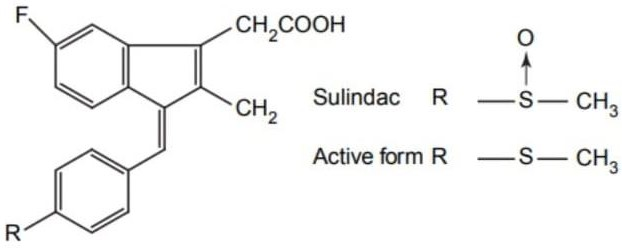 F
CH₂COOH
O
Sulindac R —S— CH₃
CH₂
Active form R —S— CH₃
R